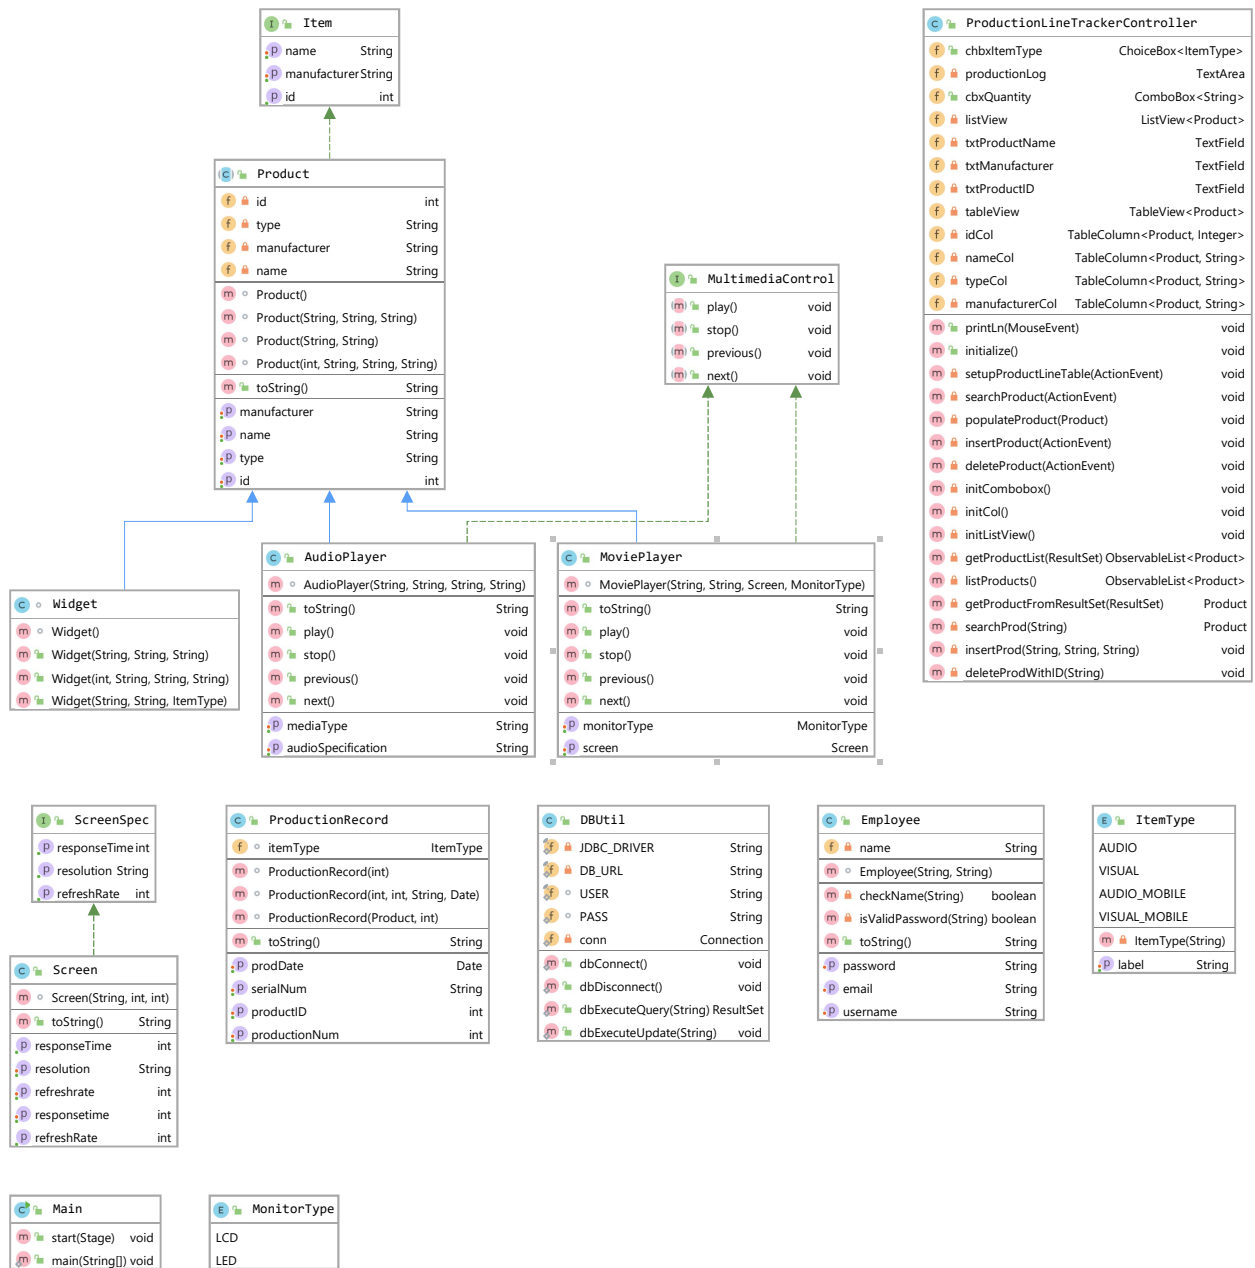 Item
name String
manufacturer String
id int
Product
id int
type String
manufacturer String
name String
Product()
Product(String, String, String)
Product(String, String)
Product(int, String, String, String)
toString() String
manufacturer String
name String
type String
id int
MultimediaControl
play() void
stop() void
previous() void
next() void
ProductionLineTrackerController
chbxItemType ChoiceBox<ItemType>
productionLog TextArea
cbxQuantity ComboBox<String>
listView ListView<Product>
txtProductName TextField
txtManufacturer TextField
txtProductID TextField
tableView TableView<Product>
idCol TableColumn<Product, Integer>
nameCol TableColumn<Product, String>
typeCol TableColumn<Product, String>
manufacturerCol TableColumn<Product, String>
printLn(MouseEvent) void
initialize() void
setupProductLineTable(ActionEvent) void
searchProduct(ActionEvent) void
populateProduct(Product) void
insertProduct(ActionEvent) void
deleteProduct(ActionEvent) void
initCombobox() void
initCol() void
initListView() void
getProductList(ResultSet) ObservableList<Product>
listProducts() ObservableList<Product>
getProductFromResultSet(ResultSet) Product
searchProd(String) Product
insertProd(String, String, String) void
deleteProdWithID(String) void
Widget
Widget()
Widget(String, String, String)
Widget(int, String, String, String)
Widget(String, String, ItemType)
AudioPlayer
AudioPlayer(String, String, String, String)
toString() String
play() void
stop() void
previous() void
next() void
mediaType String
audioSpecification String
MoviePlayer
MoviePlayer(String, String, Screen, MonitorType)
toString() String
play() void
stop() void
previous() void
next() void
monitorType MonitorType
screen Screen
ScreenSpec
responseTime int
resolution String
refreshRate int
Screen
Screen(String, int, int)
toString() String
responseTime int
resolution String
refreshrate int
responsetime int
refreshRate int
ProductionRecord
itemType ItemType
ProductionRecord(int)
ProductionRecord(int, int, String, Date)
ProductionRecord(Product, int)
toString() String
prodDate Date
serialNum String
productID int
productionNum int
DBUtil
JDBC_DRIVER String
DB_URL String
USER String
PASS String
conn Connection
dbConnect() void
dbDisconnect() void
dbExecuteQuery(String) ResultSet
dbExecuteUpdate(String) void
Employee
name String
Employee(String, String)
checkName(String) boolean
isValidPassword(String) boolean
toString() String
password String
email String
username String
ItemType
AUDIO
VISUAL
AUDIO_MOBILE
VISUAL_MOBILE
ItemType(String)
label String
Main
start(Stage) void
main(String[]) void
MonitorType
LCD
LED